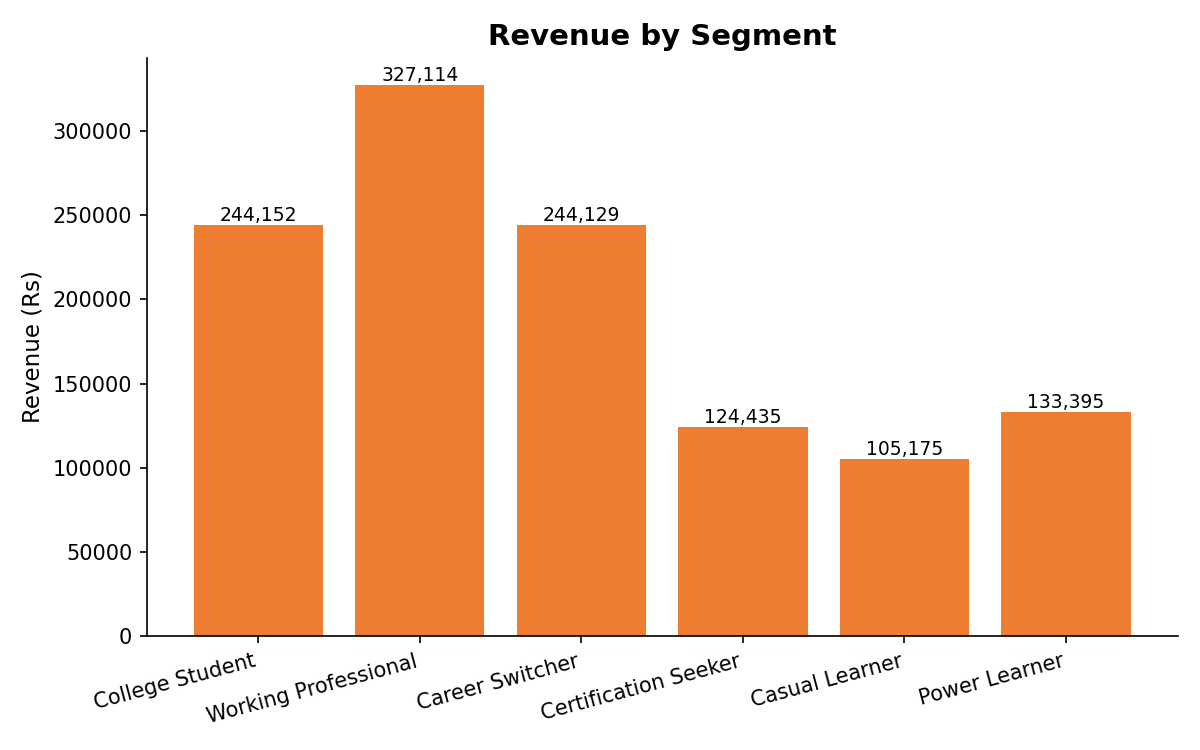 Revenue by Segment
Revenue (Rs)
300000
250000
200000
150000
100000
50000
0
327,114
244,152
244,129
124,435
105,175
133,395
College Student
Working Professional
Career Switcher
Certification Seeker
Casual Learner
Power Learner